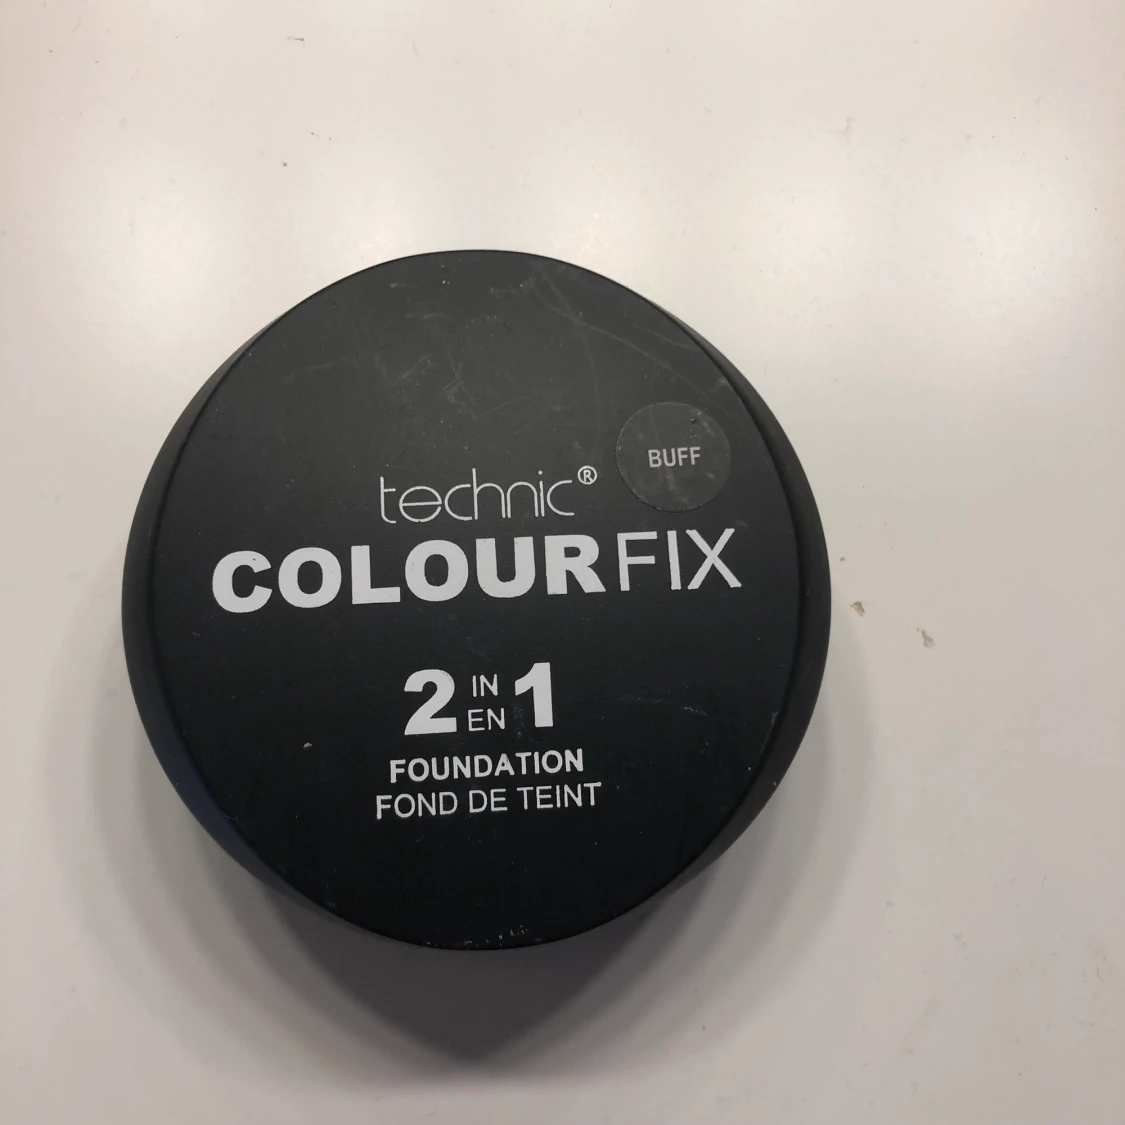 BUFF
technic®
COLOURFIX
2 IN EN 1
FOUNDATION
FOND DE TEINT